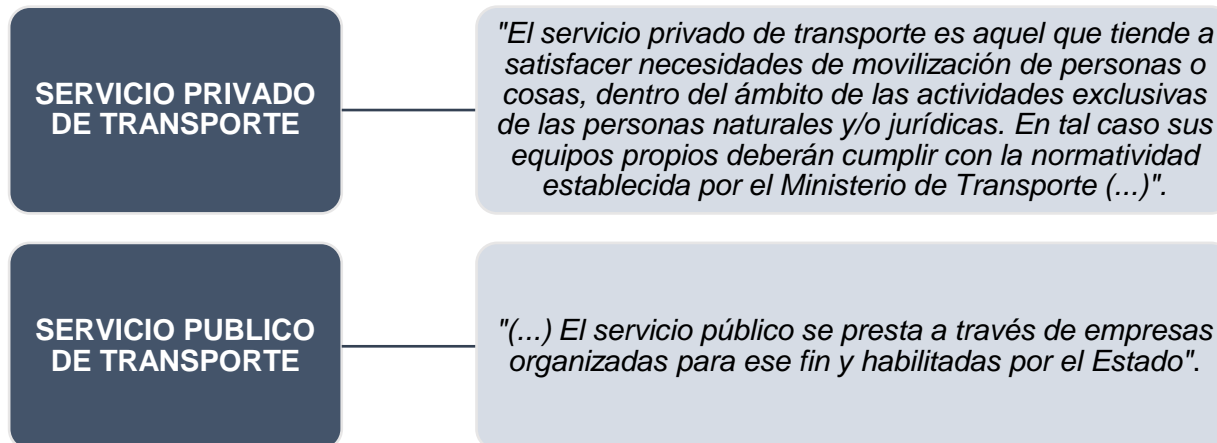 SERVICIO PRIVADO
DE TRANSPORTE
"El servicio privado de transporte es aquel que tiende a
satisfacer necesidades de movilización de personas o
cosas, dentro del ámbito de las actividades exclusivas
de las personas naturales y/o jurídicas. En tal caso sus
equipos propios deberán cumplir con la normatividad
establecida por el Ministerio de Transporte (...)".
SERVICIO PUBLICO
DE TRANSPORTE
"(...) El servicio público se presta a través de empresas
organizadas para ese fin y habilitadas por el Estado".